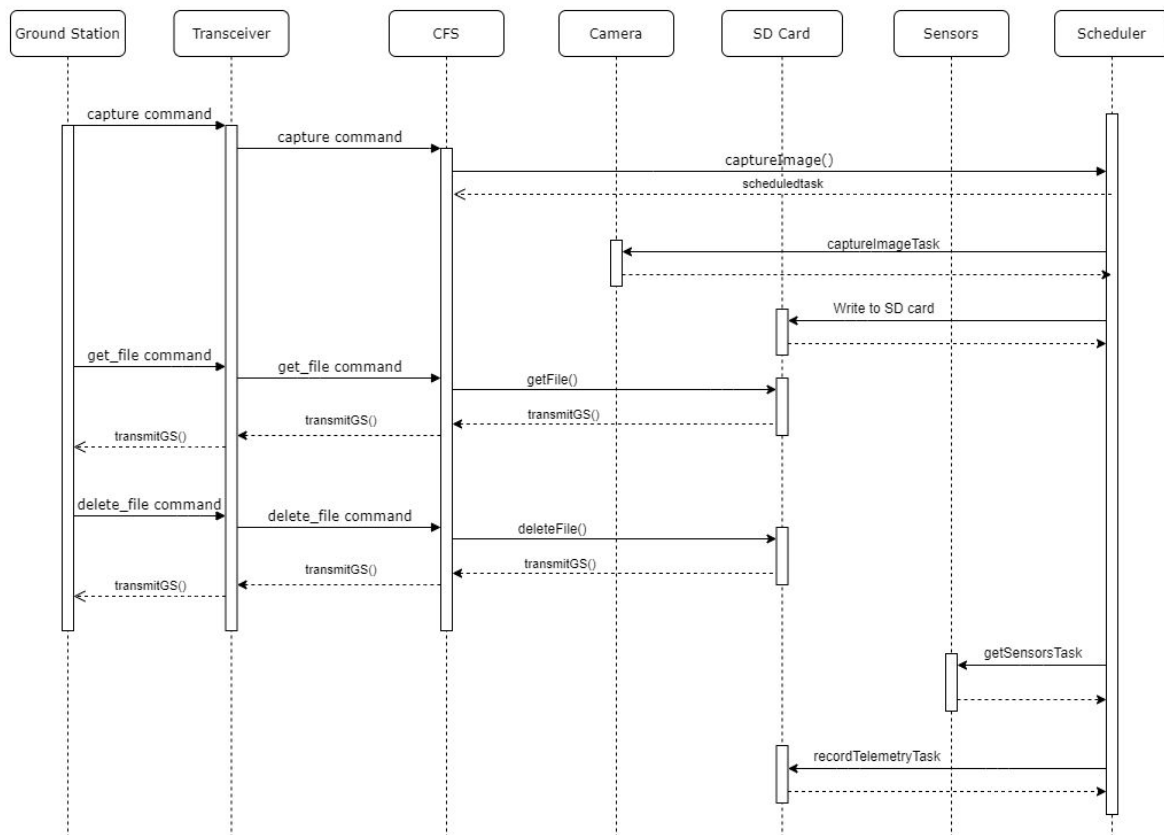 Ground Station
Transceiver
CFS
Camera
SD Card
Sensors
Scheduler
capture command
capture command
captureImage()
scheduledtask
captureImageTask
Write to SD card
get_file command
get_file command
getFile()
transmitGS()
transmitGS()
transmitGS()
delete_file command
delete_file command
deleteFile()
transmitGS()
transmitGS()
transmitGS()
getSensorsTask
recordTelemetryTask